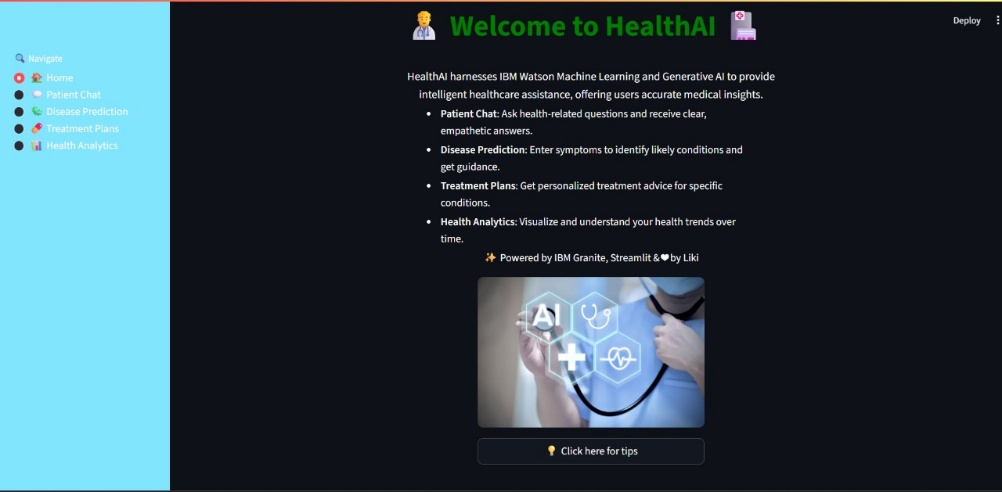 Deploy
🔍 Navigate
🏠 Home
💬 Patient Chat
🦠 Disease Prediction
💊 Treatment Plans
📊 Health Analytics
👨‍⚕️ Welcome to HealthAI 🏥
HealthAI harnesses IBM Watson Machine Learning and Generative AI to provide
intelligent healthcare assistance, offering users accurate medical insights.
• Patient Chat: Ask health-related questions and receive clear,
empathetic answers.
• Disease Prediction: Enter symptoms to identify likely conditions and
get guidance.
• Treatment Plans: Get personalized treatment advice for specific
conditions.
• Health Analytics: Visualize and understand your health trends over
time.
✨ Powered by IBM Granite, Streamlit &❤by Liki
AI
💡 Click here for tips